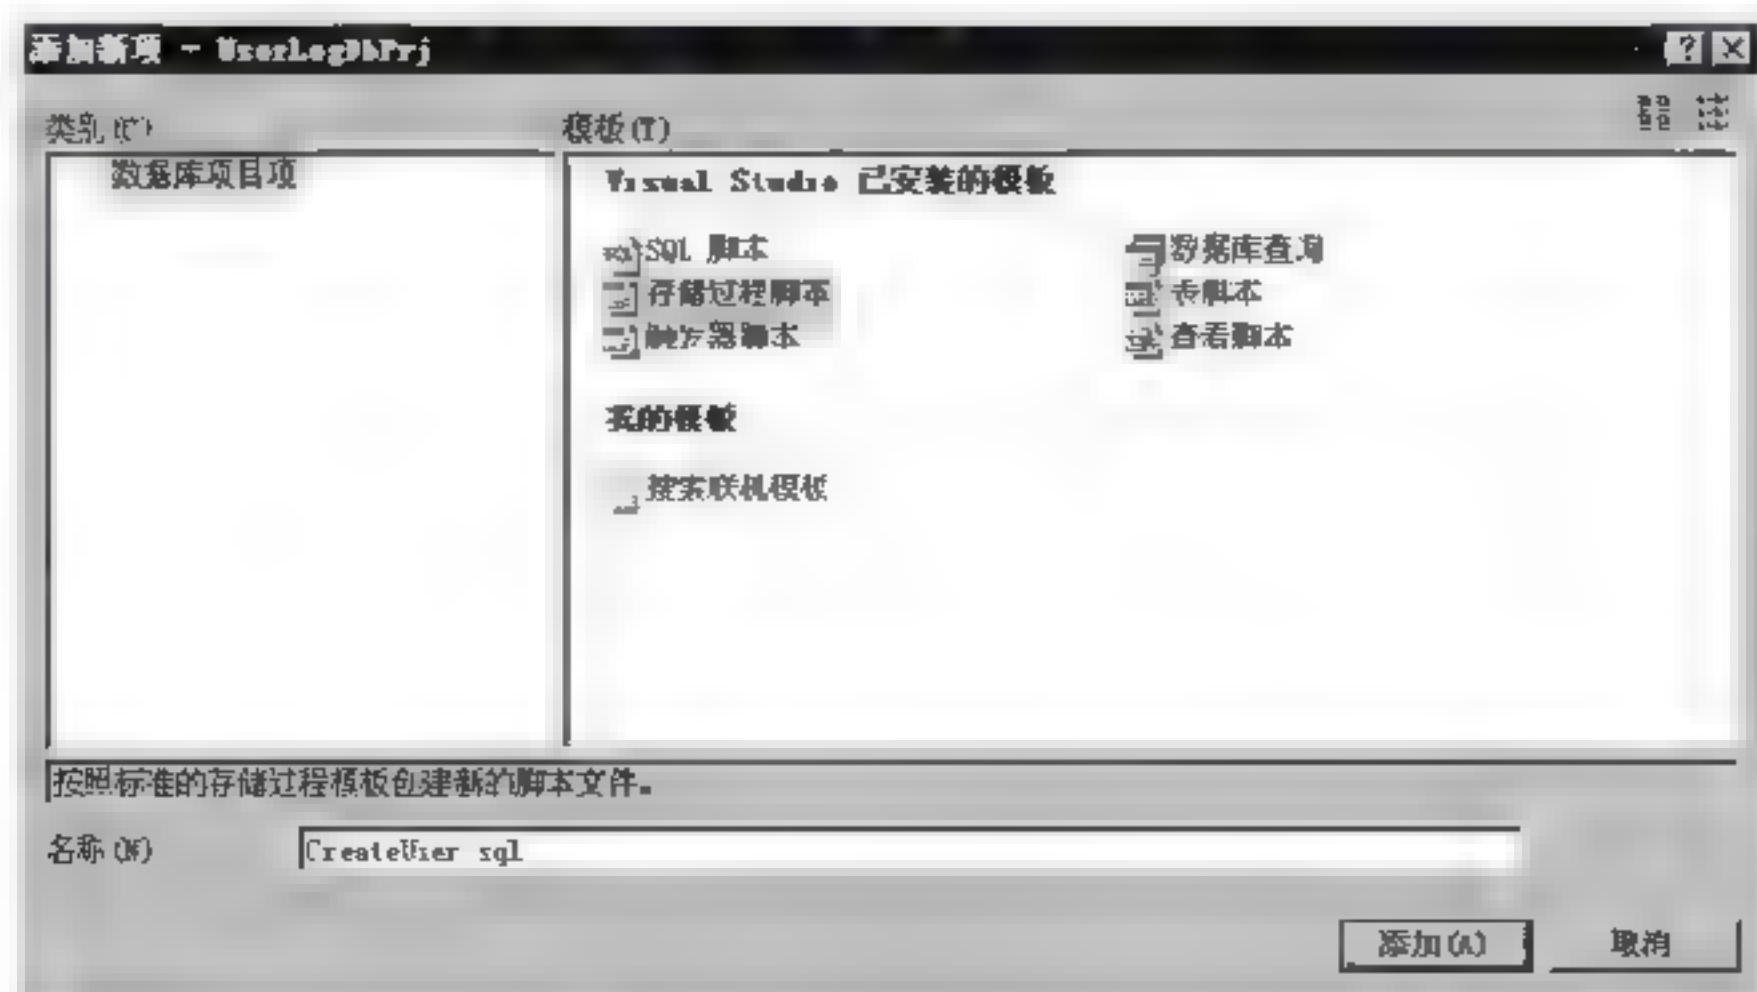 添加新项 - UserLogDbPrj
类别(C)
模板(T)
数据库项目项
Visual Studio 已安装的模板
SQL 脚本
数据库查询
存储过程脚本
表脚本
触发器脚本
查看脚本
我的模板
搜索联机模板
按照标准的存储过程模板创建新的脚本文件。
名称(N)
CreateUser sql
添加(A)
取消